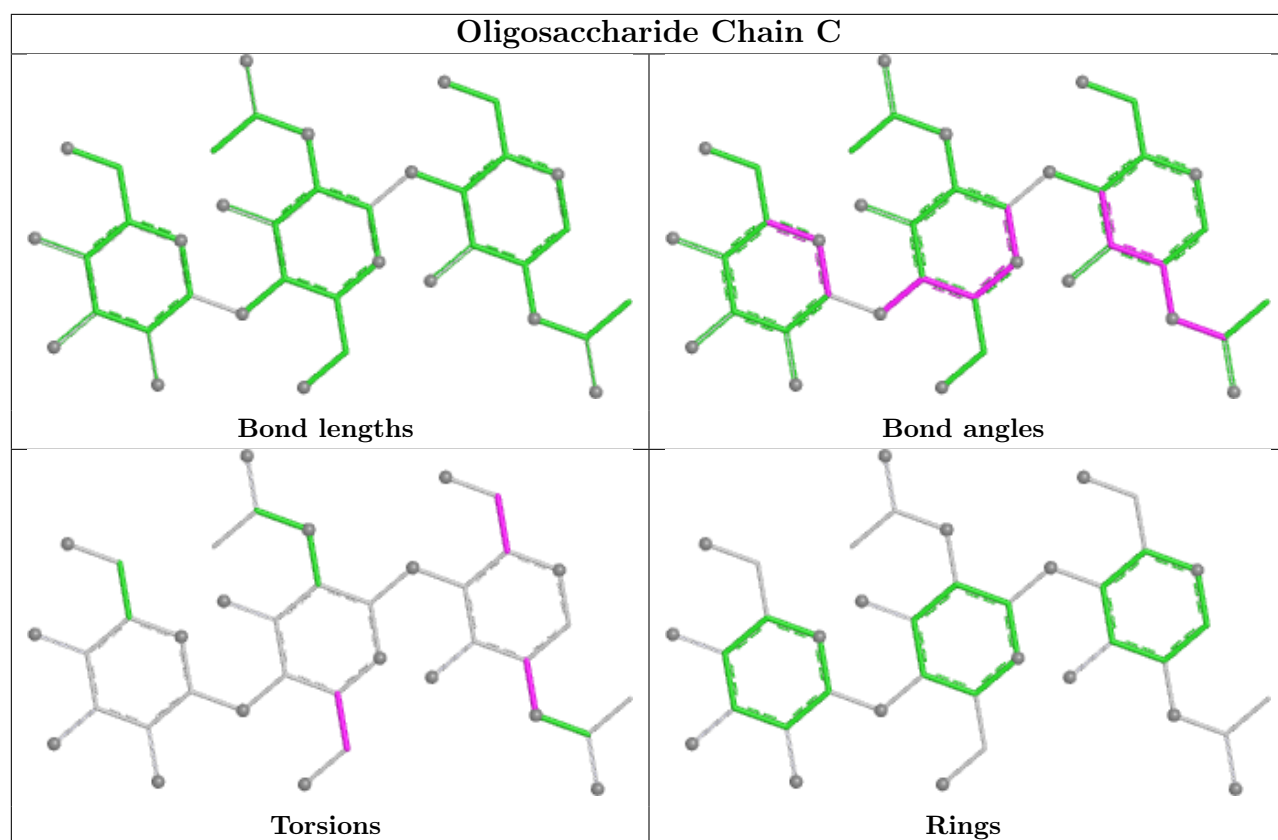 Oligosaccharide Chain C
Bond lengths
Bond angles
Torsions
Rings